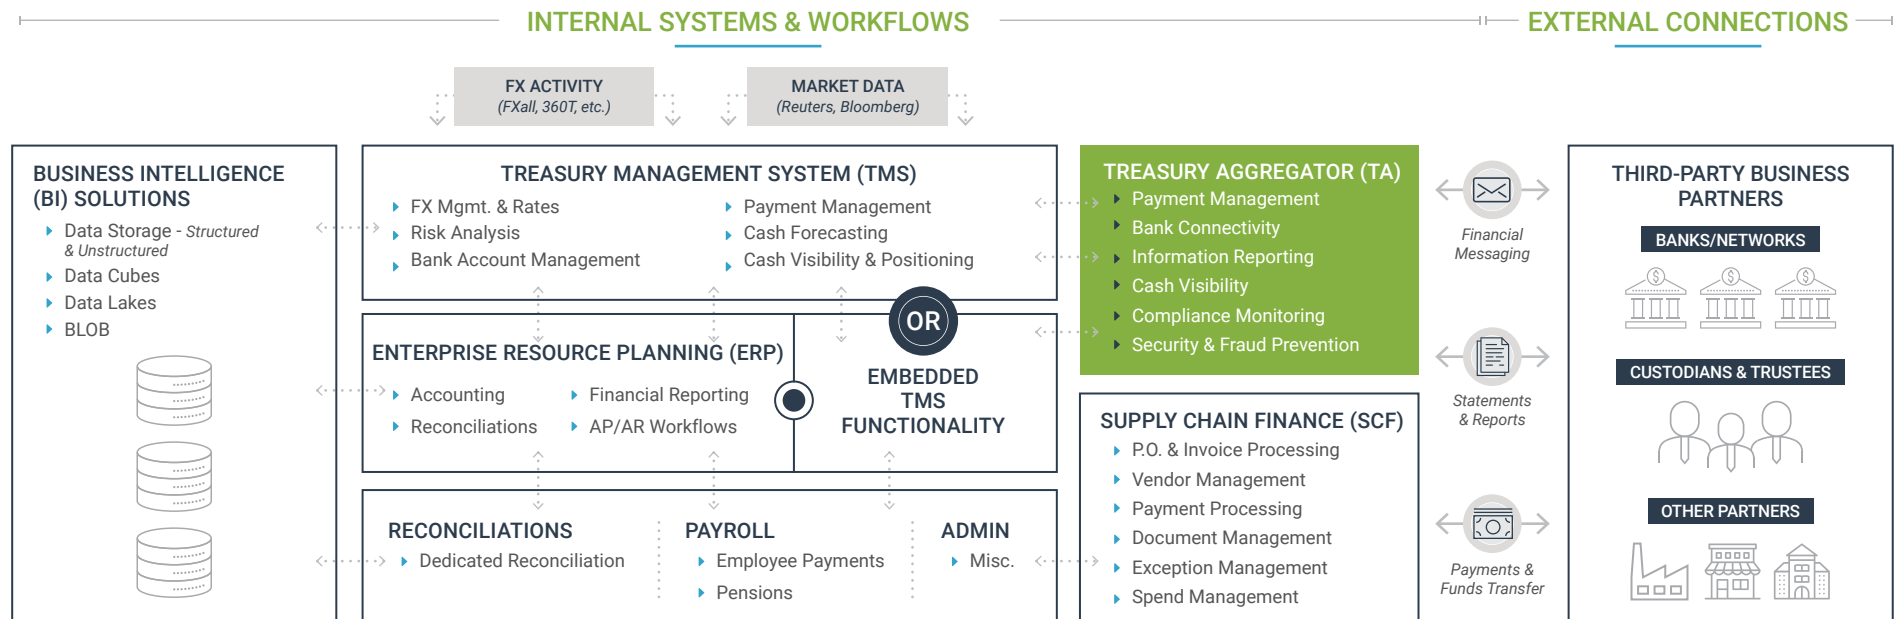 INTERNAL SYSTEMS & WORKFLOWS
EXTERNAL CONNECTIONS
FX ACTIVITY
(FXall, 360T, etc.)
MARKET DATA
(Reuters, Bloomberg)
BUSINESS INTELLIGENCE
(BI) SOLUTIONS
Data Storage - Structured
& Unstructured
Data Cubes
Data Lakes
BLOB
TREASURY MANAGEMENT SYSTEM (TMS)
FX Mgmt. & Rates
Risk Analysis
Bank Account Management
Payment Management
Cash Forecasting
Cash Visibility & Positioning
OR
ENTERPRISE RESOURCE PLANNING (ERP)
Accounting
Reconciliations
Financial Reporting
AP/AR Workflows
EMBEDDED
TMS
FUNCTIONALITY
RECONCILIATIONS
Dedicated Reconciliation
PAYROLL
Employee Payments
Pensions
ADMIN
Misc.
TREASURY AGGREGATOR (TA)
Payment Management
Bank Connectivity
Information Reporting
Cash Visibility
Compliance Monitoring
Security & Fraud Prevention
SUPPLY CHAIN FINANCE (SCF)
P.O. & Invoice Processing
Vendor Management
Payment Processing
Document Management
Exception Management
Spend Management
Financial
Messaging
Statements
& Reports
Payments &
Funds Transfer
THIRD-PARTY BUSINESS
PARTNERS
BANKS/NETWORKS
$ $ $
CUSTODIANS & TRUSTEES
OTHER PARTNERS